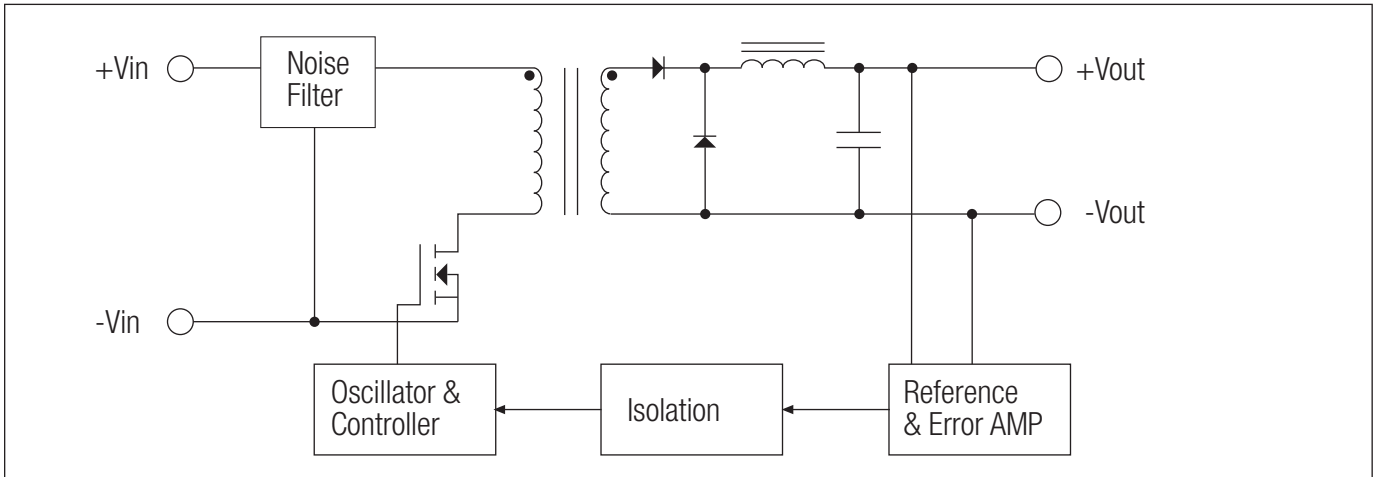 +Vin
Noise
Filter
+Vout
-Vout
-Vin
Oscillator &
Controller
Isolation
Reference
& Error AMP